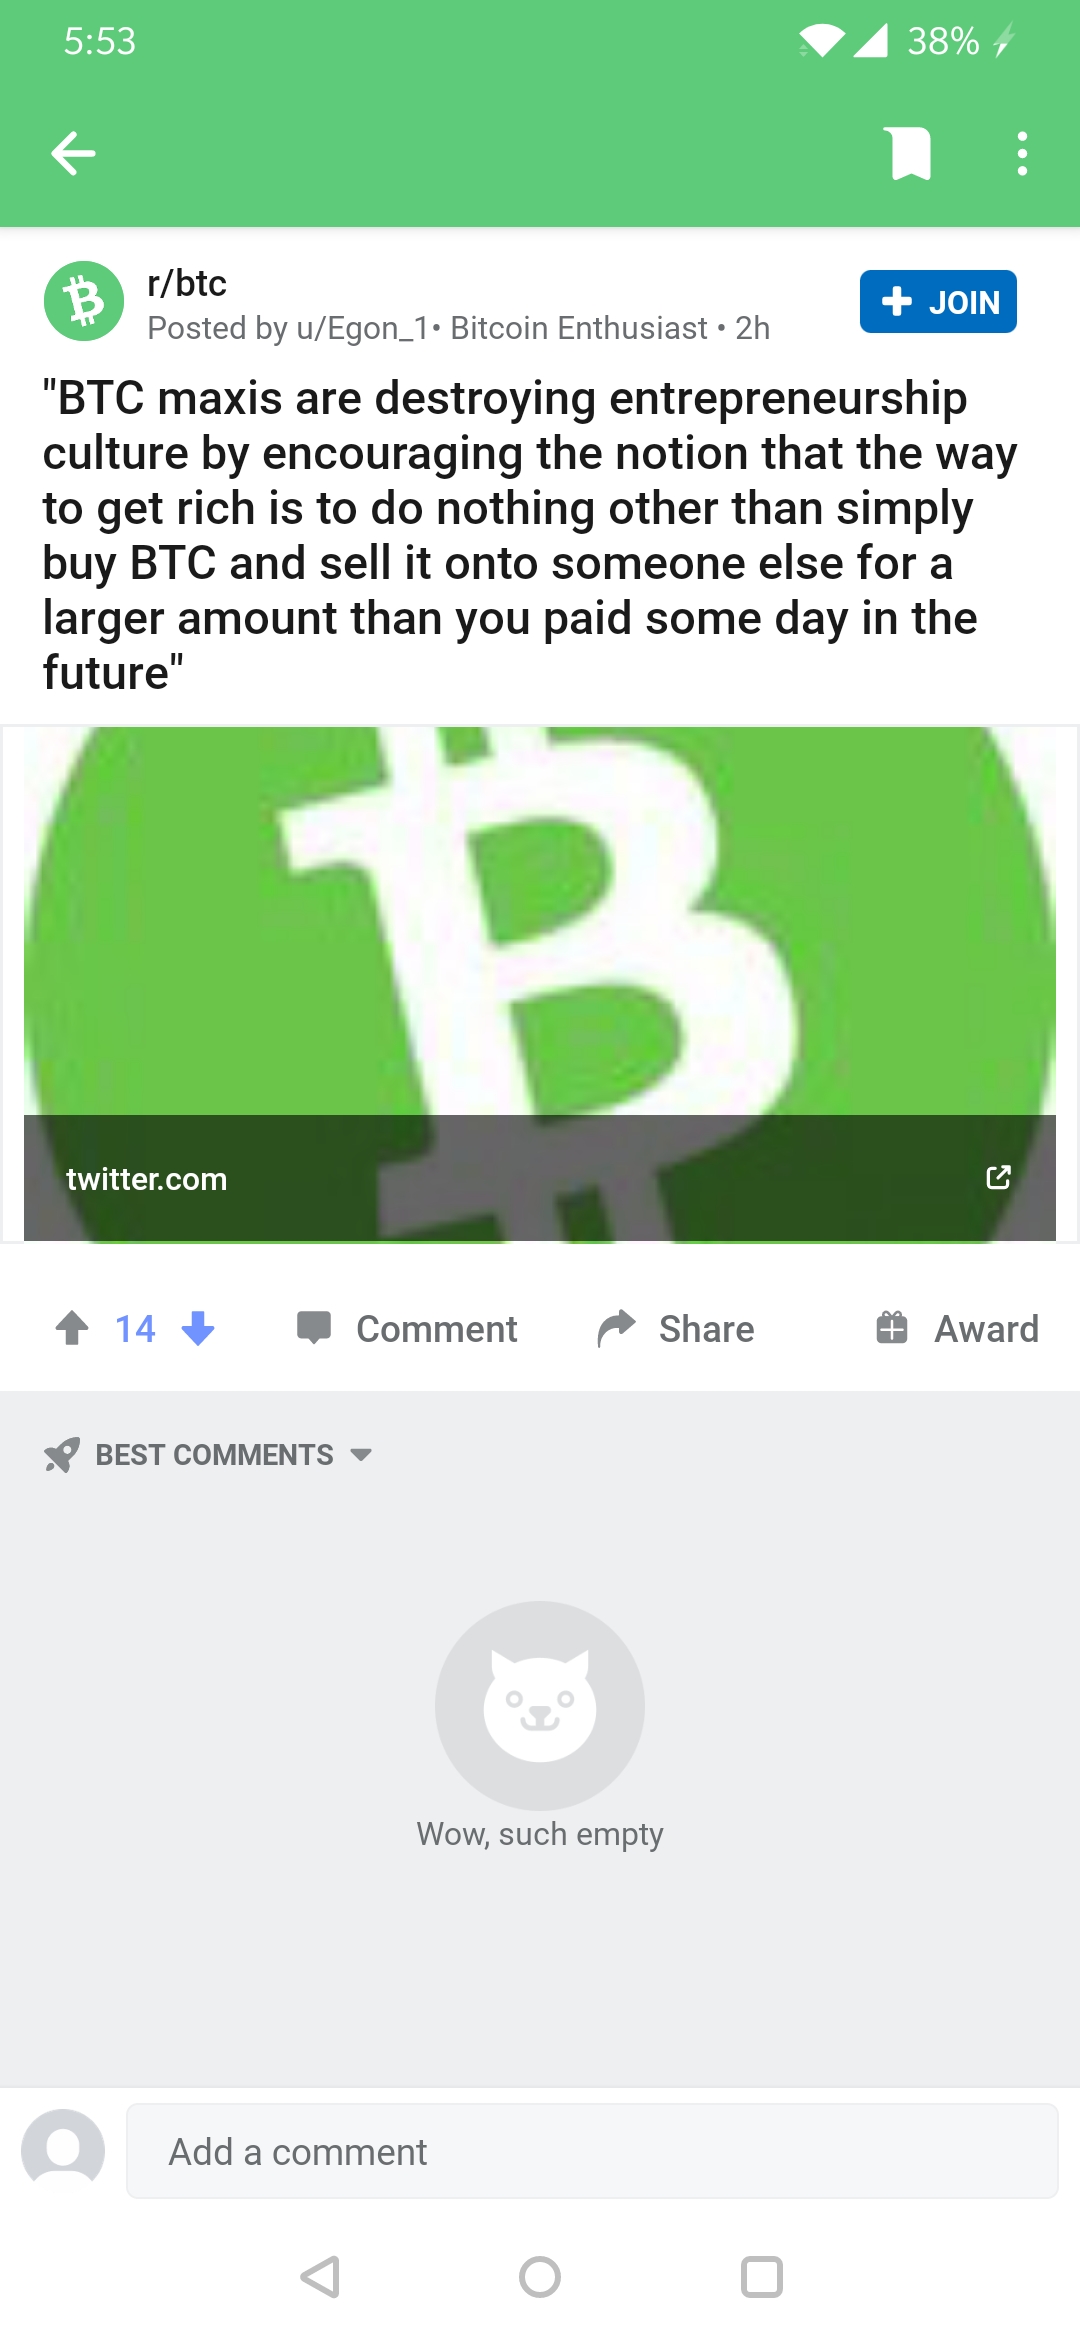 5:53
38%
r/btc
Posted by u/Egon_1• Bitcoin Enthusiast • 2h
JOIN
"BTC maxis are destroying entrepreneurship
culture by encouraging the notion that the way
to get rich is to do nothing other than simply
buy BTC and sell it onto someone else for a
larger amount than you paid some day in the
future"
twitter.com
14
Comment
Share
Award
BEST COMMENTS
Wow, such empty
Add a comment